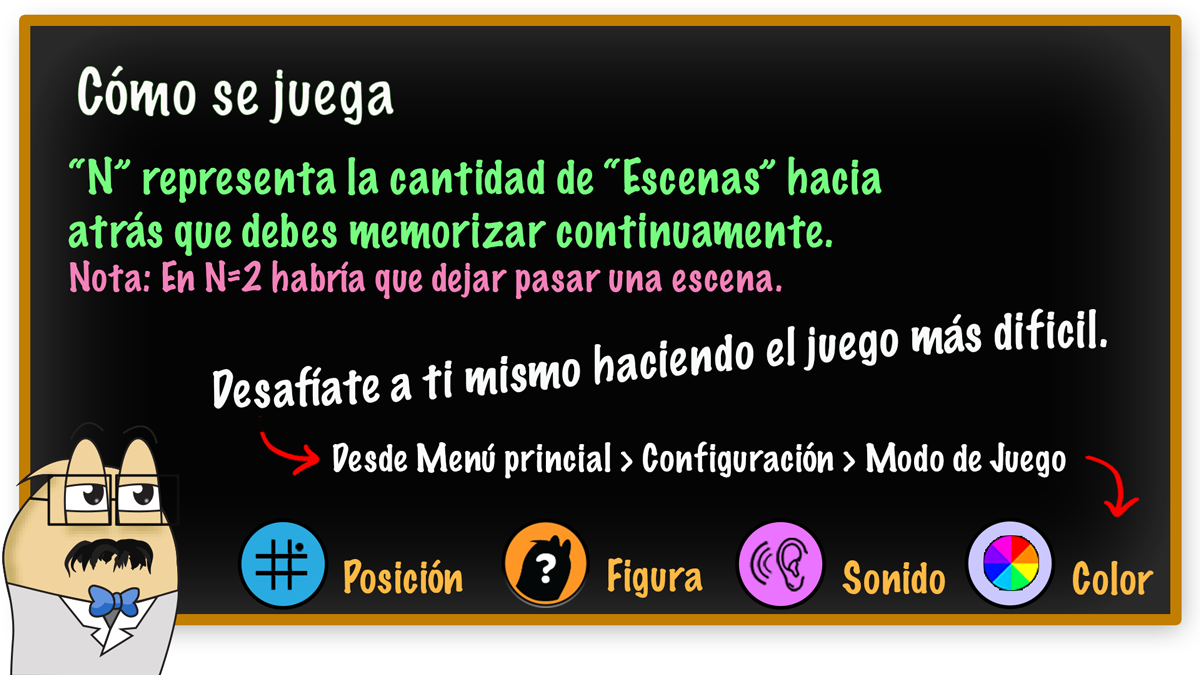 Cómo se juega
“N” representa la cantidad de “Escenas” hacia
atrás que debes memorizar continuamente.
Nota: En N=2 habría que dejar pasar una escena.
Desafíate a ti mismo haciendo el juego más dificil.
Desde Menú princial > Configuración > Modo de Juego
? Posición Figura Sonido Color